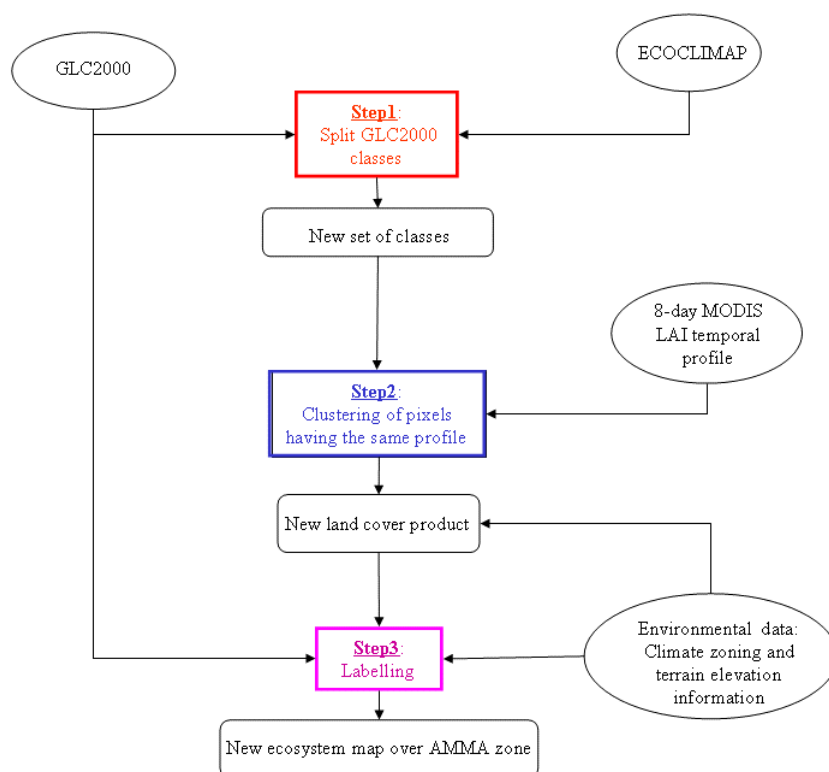 GLC2000
ECOCLIMAP
Step1:
Split GLC2000
classes
New set of classes
8-day MODIS
LAI temporal
profile
Step2:
Clustering of pixels
having the same profile
New land cover product
Environmental data:
Climate zoning and
terrain elevation
information
Step3:
Labelling
New ecosystem map over AMMA zone